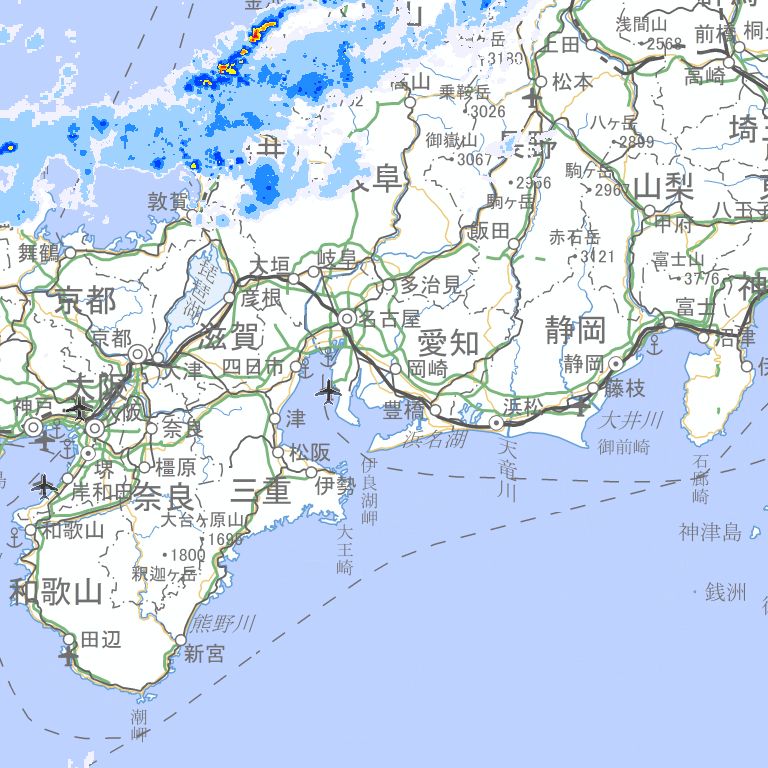 浅間山
2568
前橋
上田
高崎
3180
乗鞍岳
3026
松本
八ヶ岳
2899
御嶽山
3067
長野
駒ヶ岳
2956
駒ヶ岳
2967
山梨
敦賀
八王子
甲府
飯田
赤石岳
3121
舞鶴
琵琶湖
大垣
岐阜
富士山
3776
多治見
京都
彦根
富士
名古屋
静岡
京都
滋賀
愛知
沼津
大津
四日市
岡崎
静岡
大阪
藤枝
神戸
大阪
津
豊橋
浜松
大井川
奈良
浜名湖
御前崎
堺
橿原
松阪
伊良湖岬
天竜川
石廊崎
岸和田
奈良
三重
伊勢
大台ヶ原山
1695
和歌山
大王崎
神津島
1800
釈迦ヶ岳
和歌山
銭洲
熊野川
田辺
新宮
潮岬